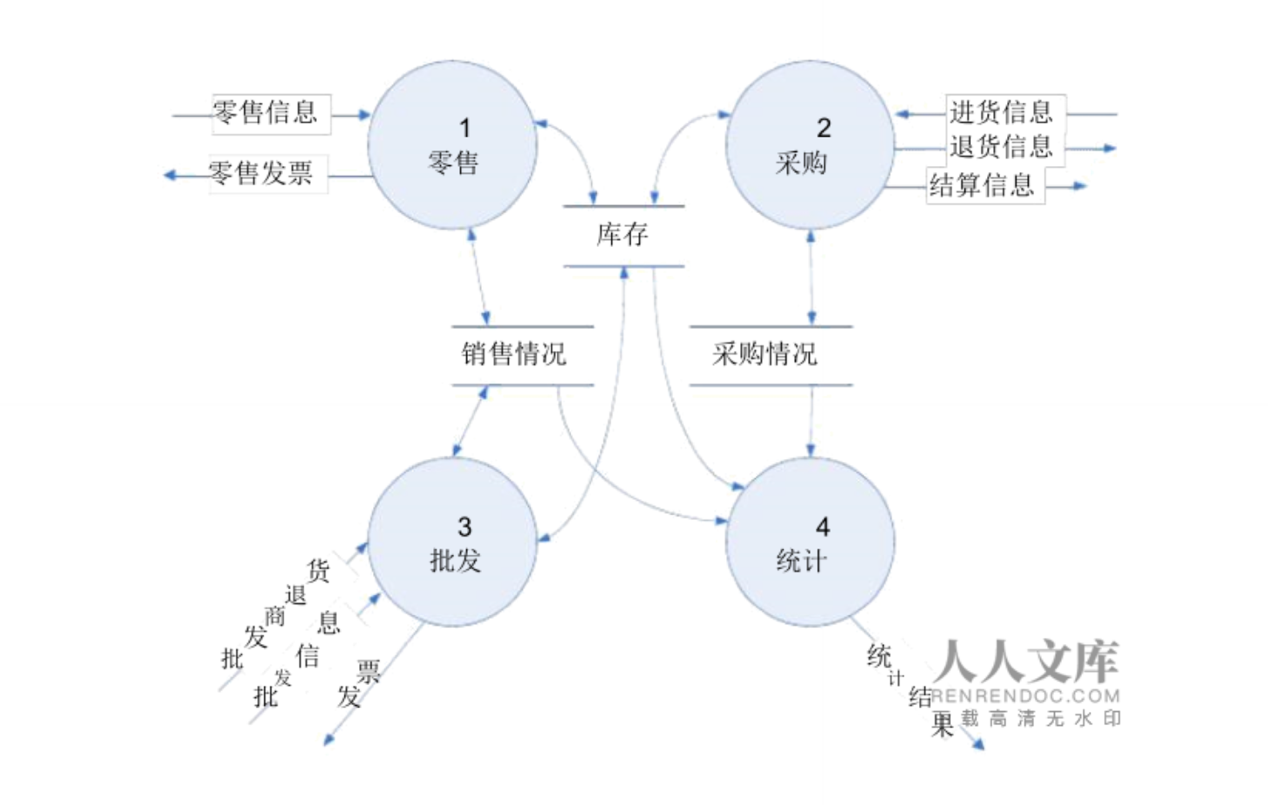 零售信息
1
零售
2
采购
进货信息
零售发票
退货信息
结算信息
库存
销售情况
采购情况
3
批发
4
统计
批发商退货
批发信息
发票
统计结果
人人文库
RENRENDOC.COM
下载高清无水印